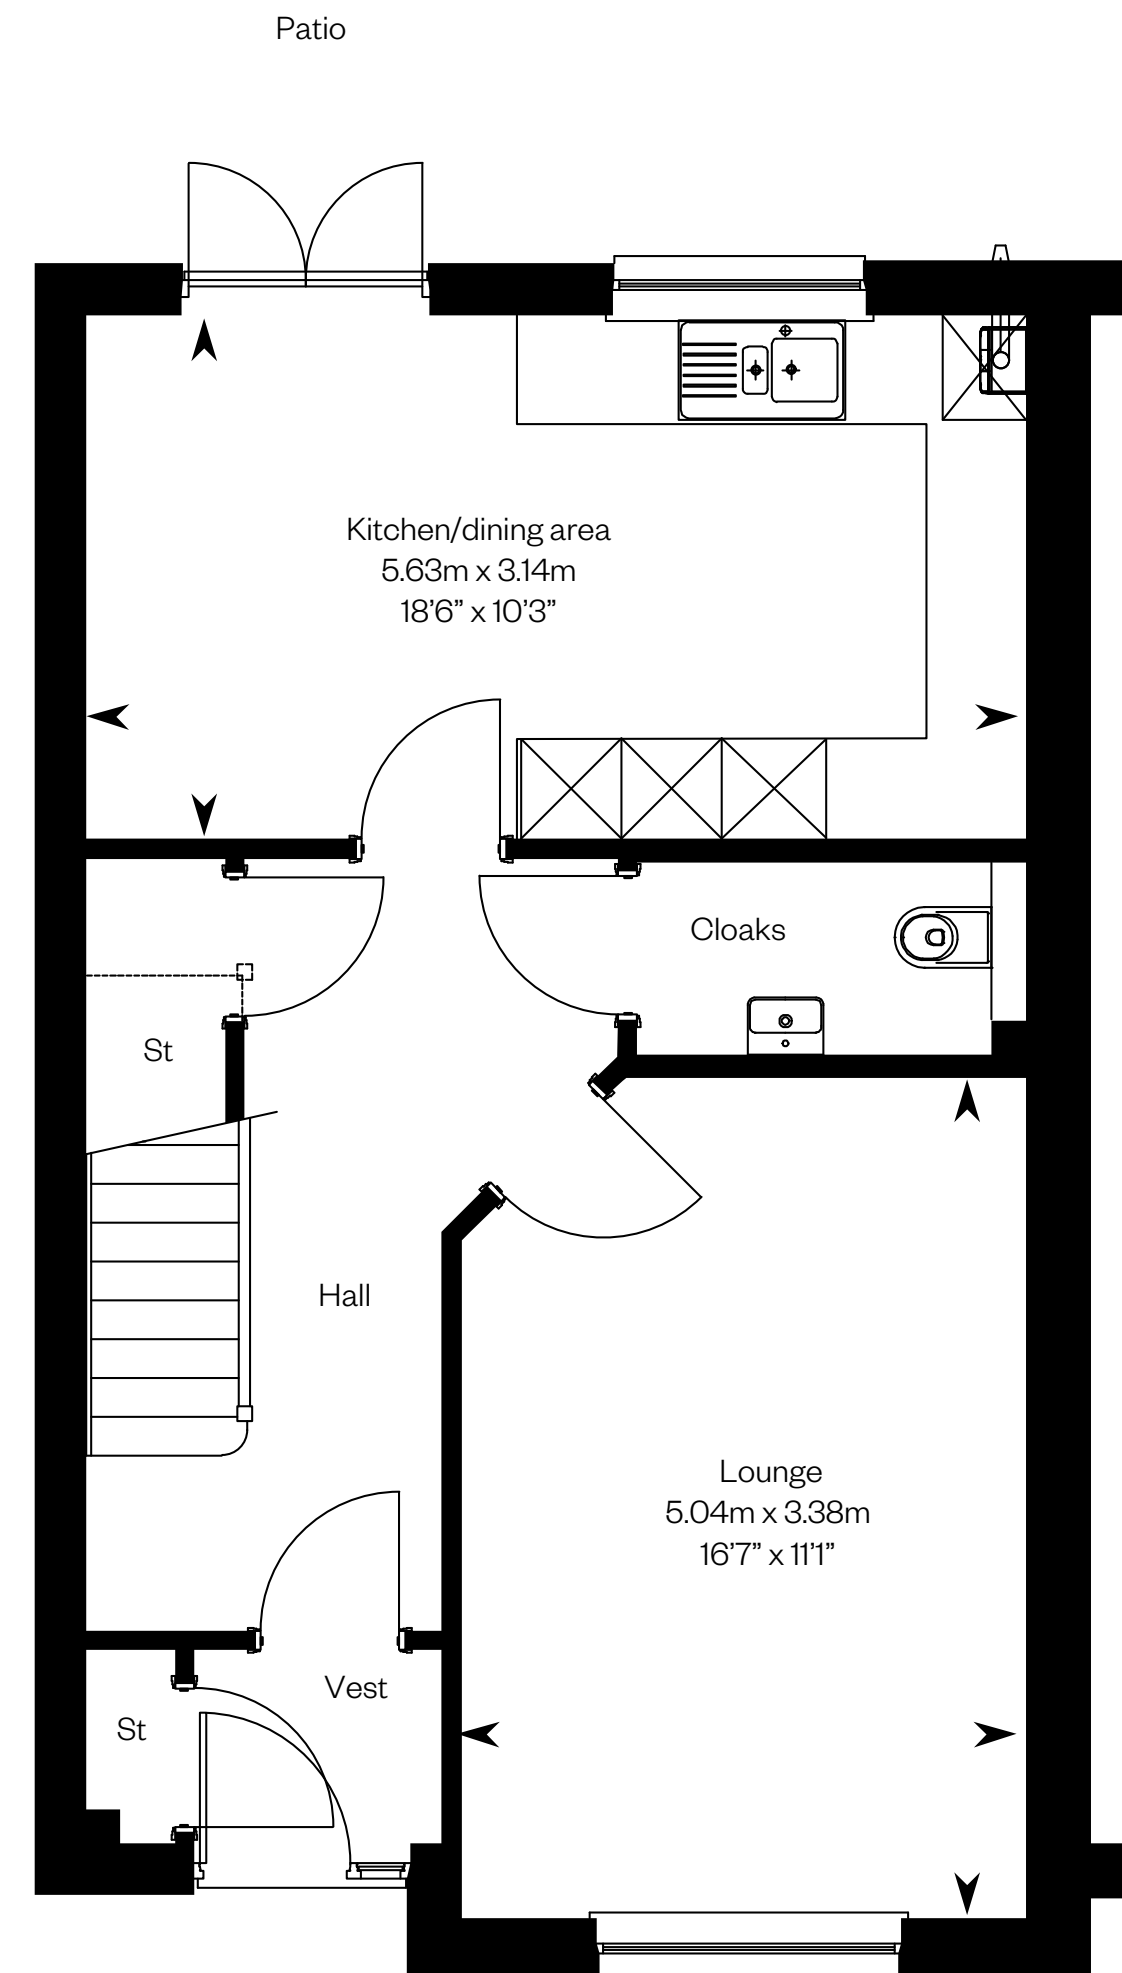 Patio
Kitchen/dining area
5.63m x 3.14m
18’6” x 10’3”
Cloaks
St
Hall
Lounge
5.04m x 3.38m
16’7” x 11’1”
Vest
St